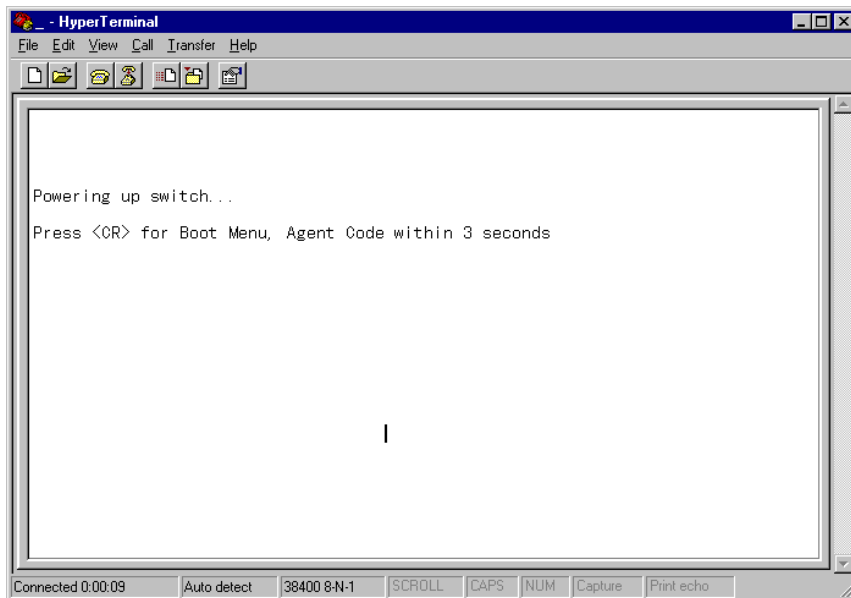 _ - HyperTerminal
File Edit View Call Transfer Help
Powering up switch...
Press <CR> for Boot Menu, Agent Code within 3 seconds
Connected 0:00:09 Auto detect 38400 8-N-1 SCROLL CAPS NUM Capture Print echo